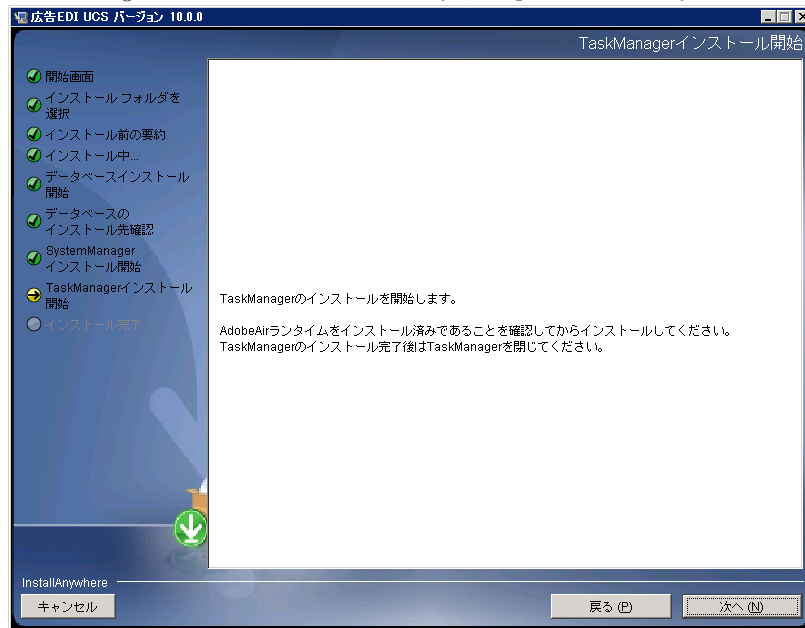 広告EDI UCS バージョン 10.0.0
TaskManagerインストール開始
開始画面
インストール フォルダを
選択
インストール前の要約
インストール中...
データベースインストール
開始
データベースの
インストール先確認
SystemManager
インストール開始
TaskManagerインストール
開始
インストール完了
TaskManagerのインストールを開始します。
AdobeAirランタイムをインストール済みであることを確認してからインストールしてください。
TaskManagerのインストール完了後はTaskManagerを閉じてください。
InstallAnywhere
キャンセル
戻る (P)
次へ (N)